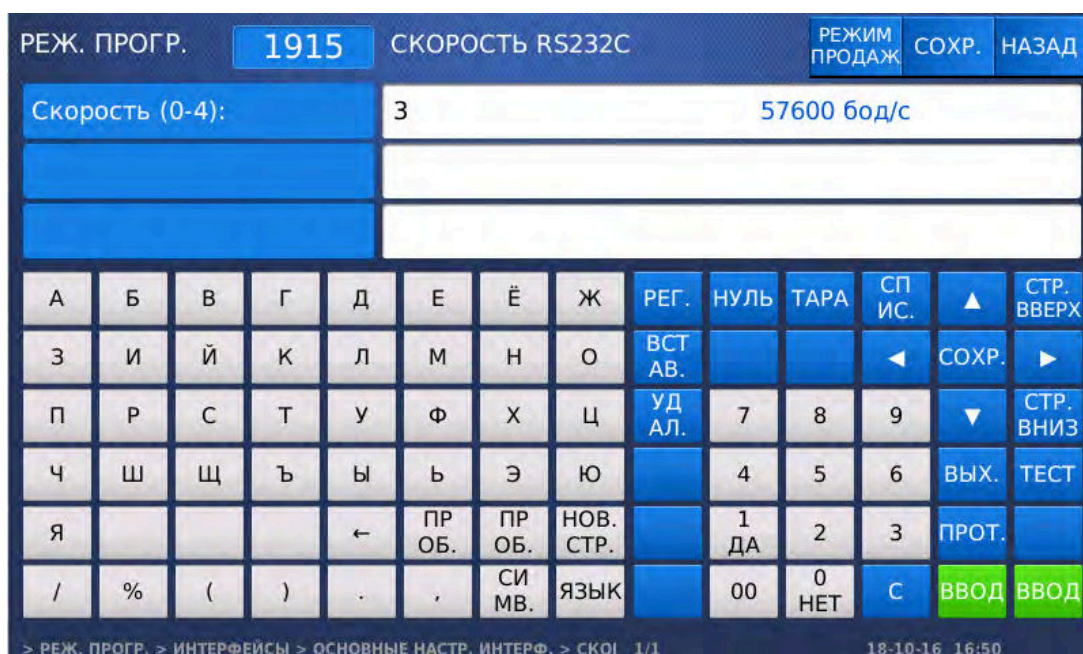 РЕЖ. ПРОГР. 1915 СКОРОСТЬ RS232C РЕЖИМ ПРОДАЖ СОХР. НАЗАД
Скорость (0-4): 3 57600 бод/с
А Б В Г Д Е Ё Ж РЕГ. НУЛЬ ТАРА СП ИС. ▲ СТР. ВВЕРХ
З И Й К Л М Н О ВСТ АВ. ◀ СОХР. ▶
П Р С Т У Ф Х Ц УД АЛ. 7 8 9 ▼ СТР. ВНИЗ
Ч Ш Щ Ъ Ы Ь Э Ю 4 5 6 ВЫХ. ТЕСТ
Я ← ПР ОБ. ПР ОБ. НОВ. СТР. 1 ДА 2 3 ПРОТ.
/ % ( ) . , СИ МВ. ЯЗЫК 00 0 НЕТ С ВВОД ВВОД
> РЕЖ. ПРОГР. > ИНТЕРФЕЙСЫ > ОСНОВНЫЕ НАСТР. ИНТЕРФ. > СКОІ 1/1 18-10-16 16:50